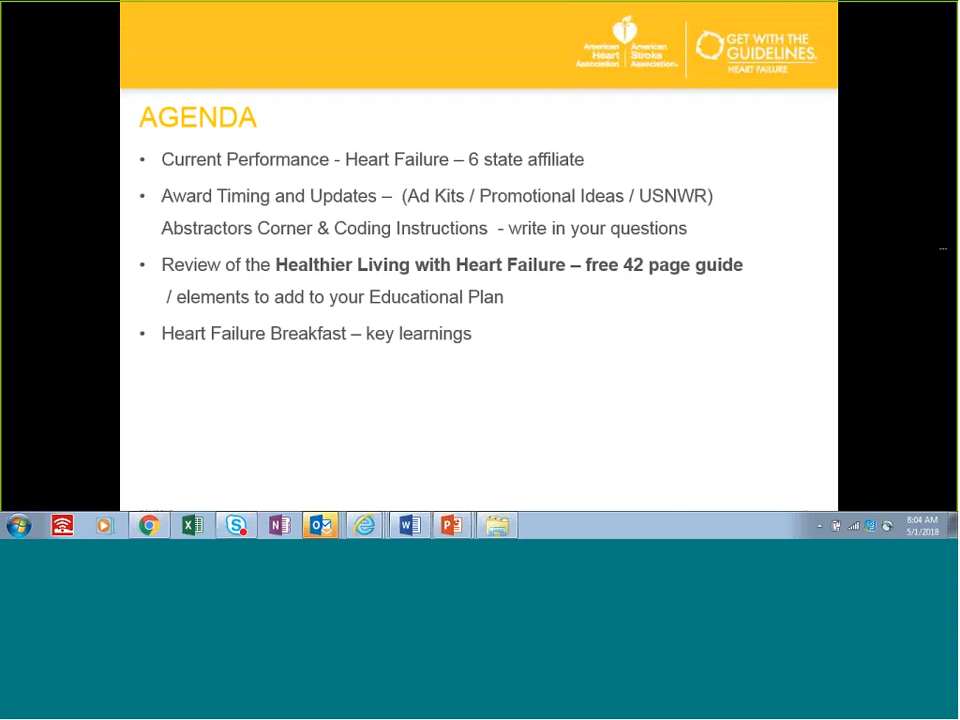 American Heart Association
American Stroke Association
GET WITH THE GUIDELINES.
HEART FAILURE
AGENDA
• Current Performance - Heart Failure – 6 state affiliate
• Award Timing and Updates – (Ad Kits / Promotional Ideas / USNWR)
Abstractors Corner & Coding Instructions - write in your questions
• Review of the Healthier Living with Heart Failure – free 42 page guide
/ elements to add to your Educational Plan
• Heart Failure Breakfast – key learnings
8:04 AM
5/1/2018